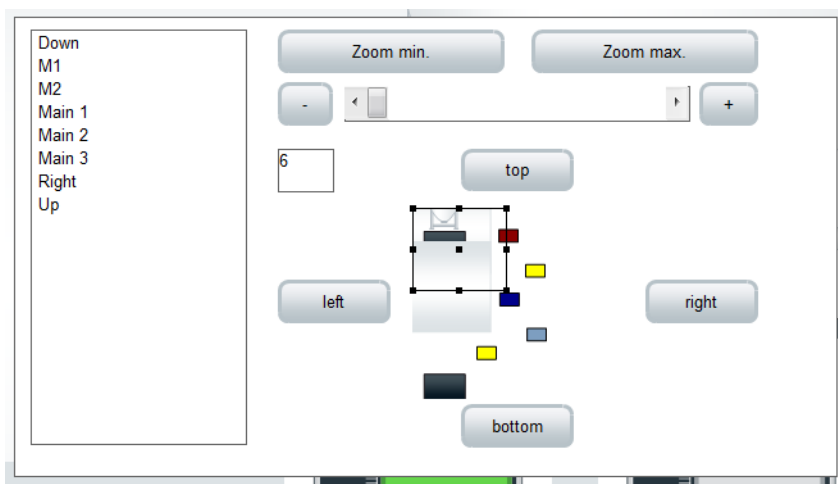 Down
M1
M2
Main 1
Main 2
Main 3
Right
Up
Zoom min.
Zoom max.
-
+
6
top
left
right
bottom